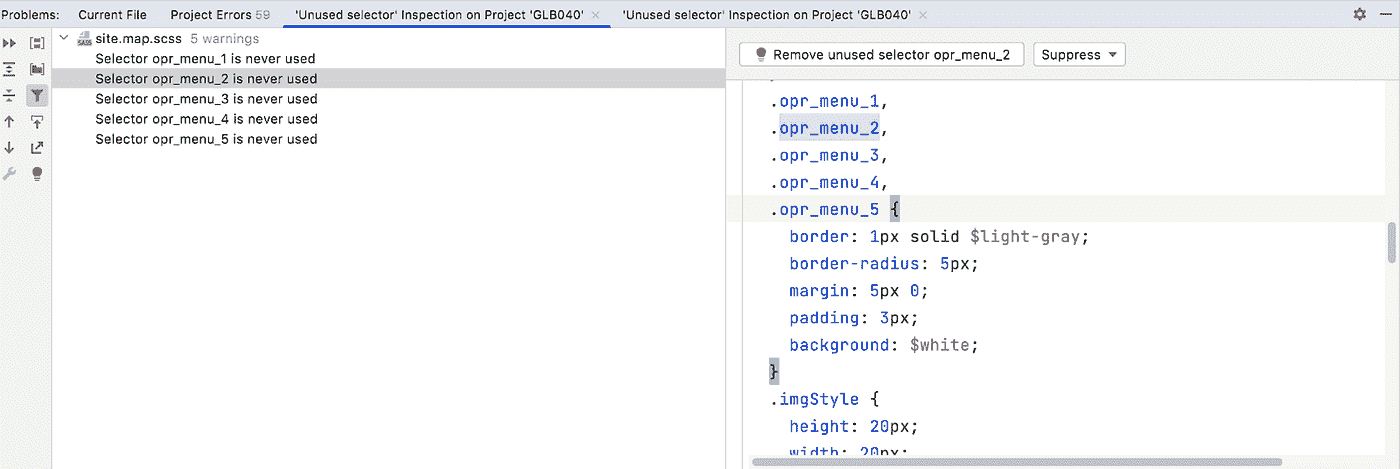 Problems: Current File Project Errors 59 'Unused selector' Inspection on Project 'GLB040' 'Unused selector' Inspection on Project 'GLB040'
SASS site.map.scss 5 warnings
Selector opr_menu_1 is never used
Selector opr_menu_2 is never used
Selector opr_menu_3 is never used
Selector opr_menu_4 is never used
Selector opr_menu_5 is never used
Remove unused selector opr_menu_2 Suppress
.opr_menu_1,
.opr_menu_2,
.opr_menu_3,
.opr_menu_4,
.opr_menu_5 {
border: 1px solid $light-gray;
border-radius: 5px;
margin: 5px 0;
padding: 3px;
background: $white;
}
.imgStyle {
height: 20px;
width: 20px;